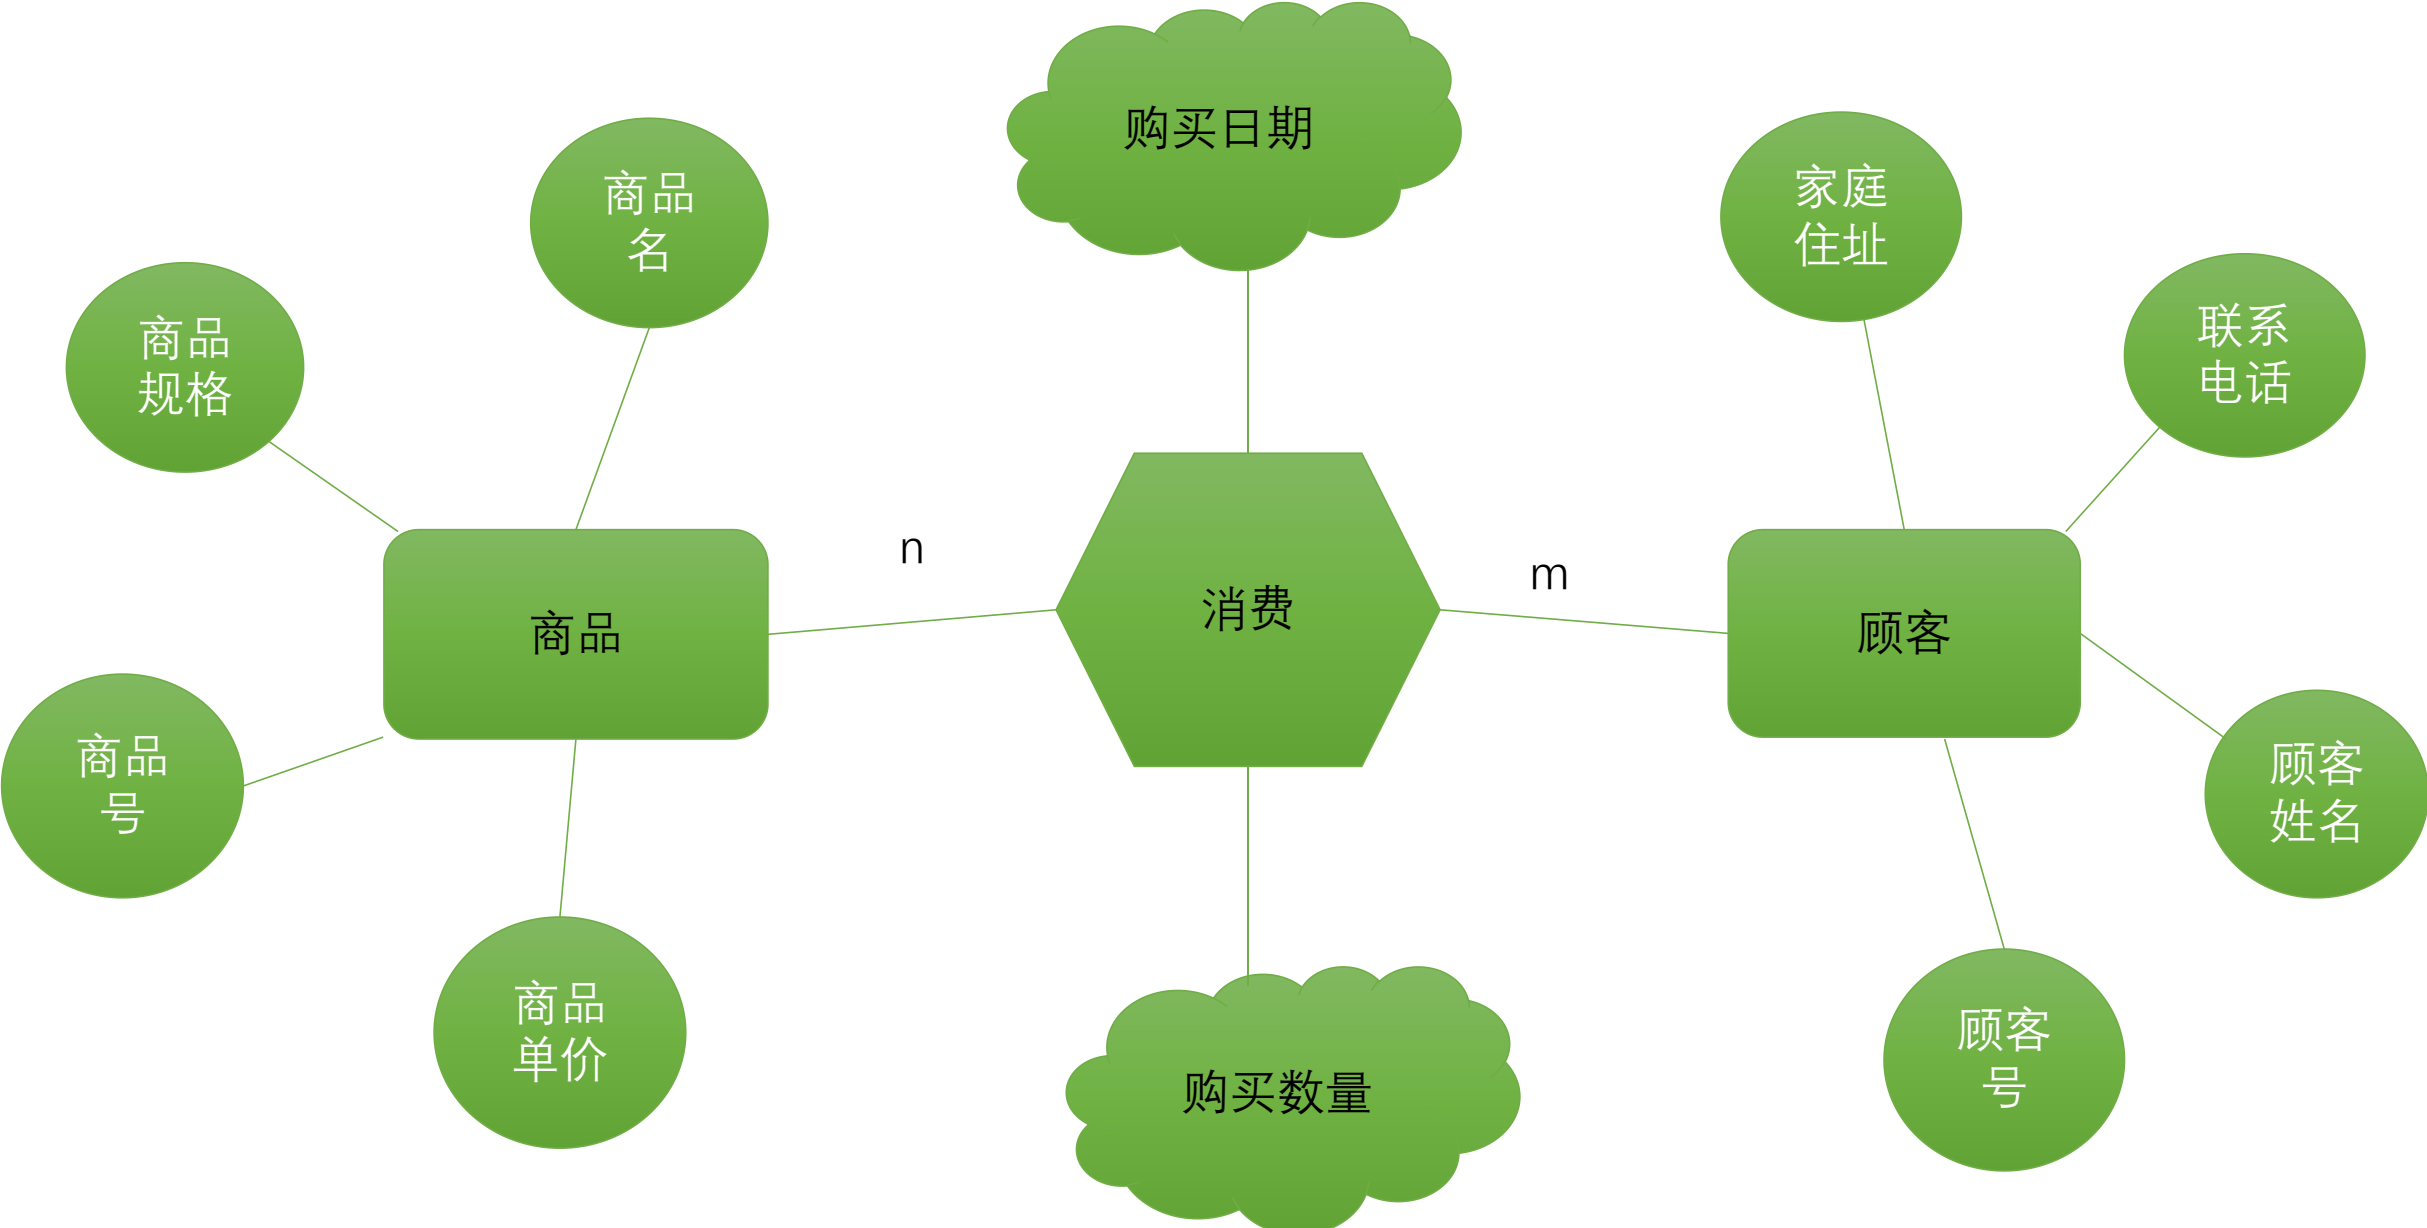 购买日期
商品
名
家庭
住址
商品
规格
联系
电话
n
m
消费
商品
顾客
商品
号
顾客
姓名
商品
单价
顾客
号
购买数量